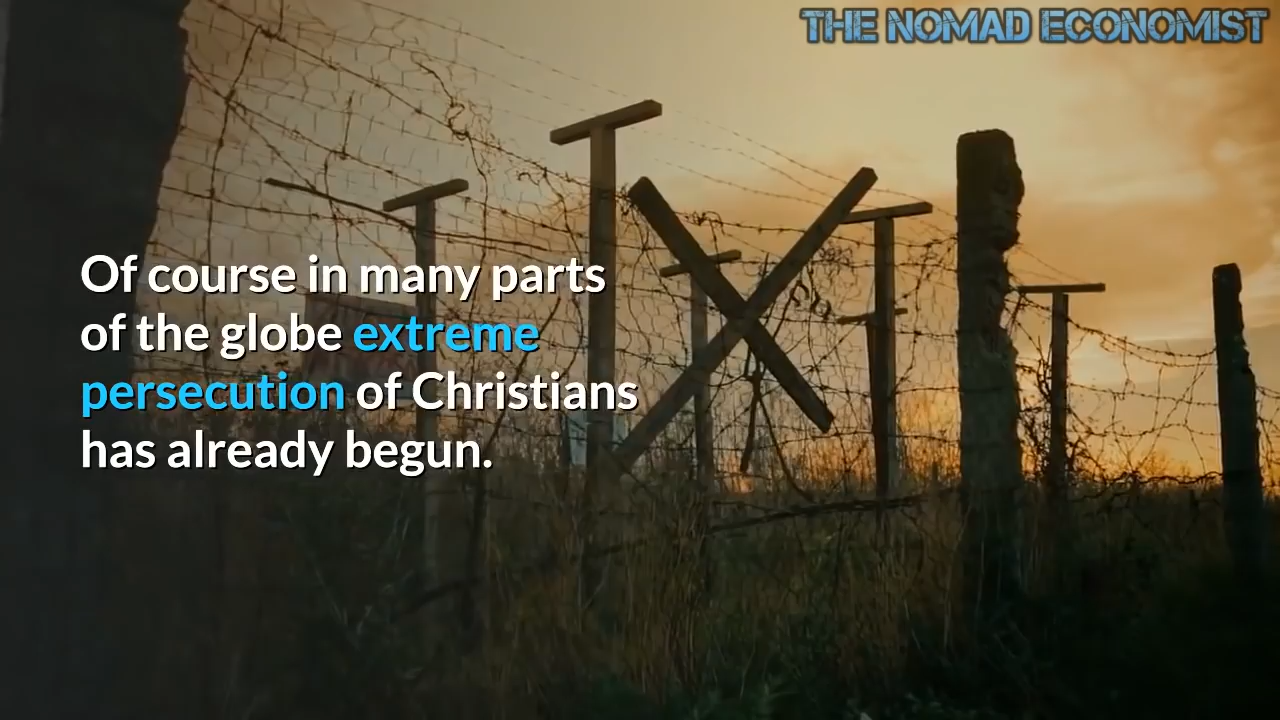 THE NOMAD ECONOMIST
Of course in many parts
of the globe extreme
persecution of Christians
has already begun.